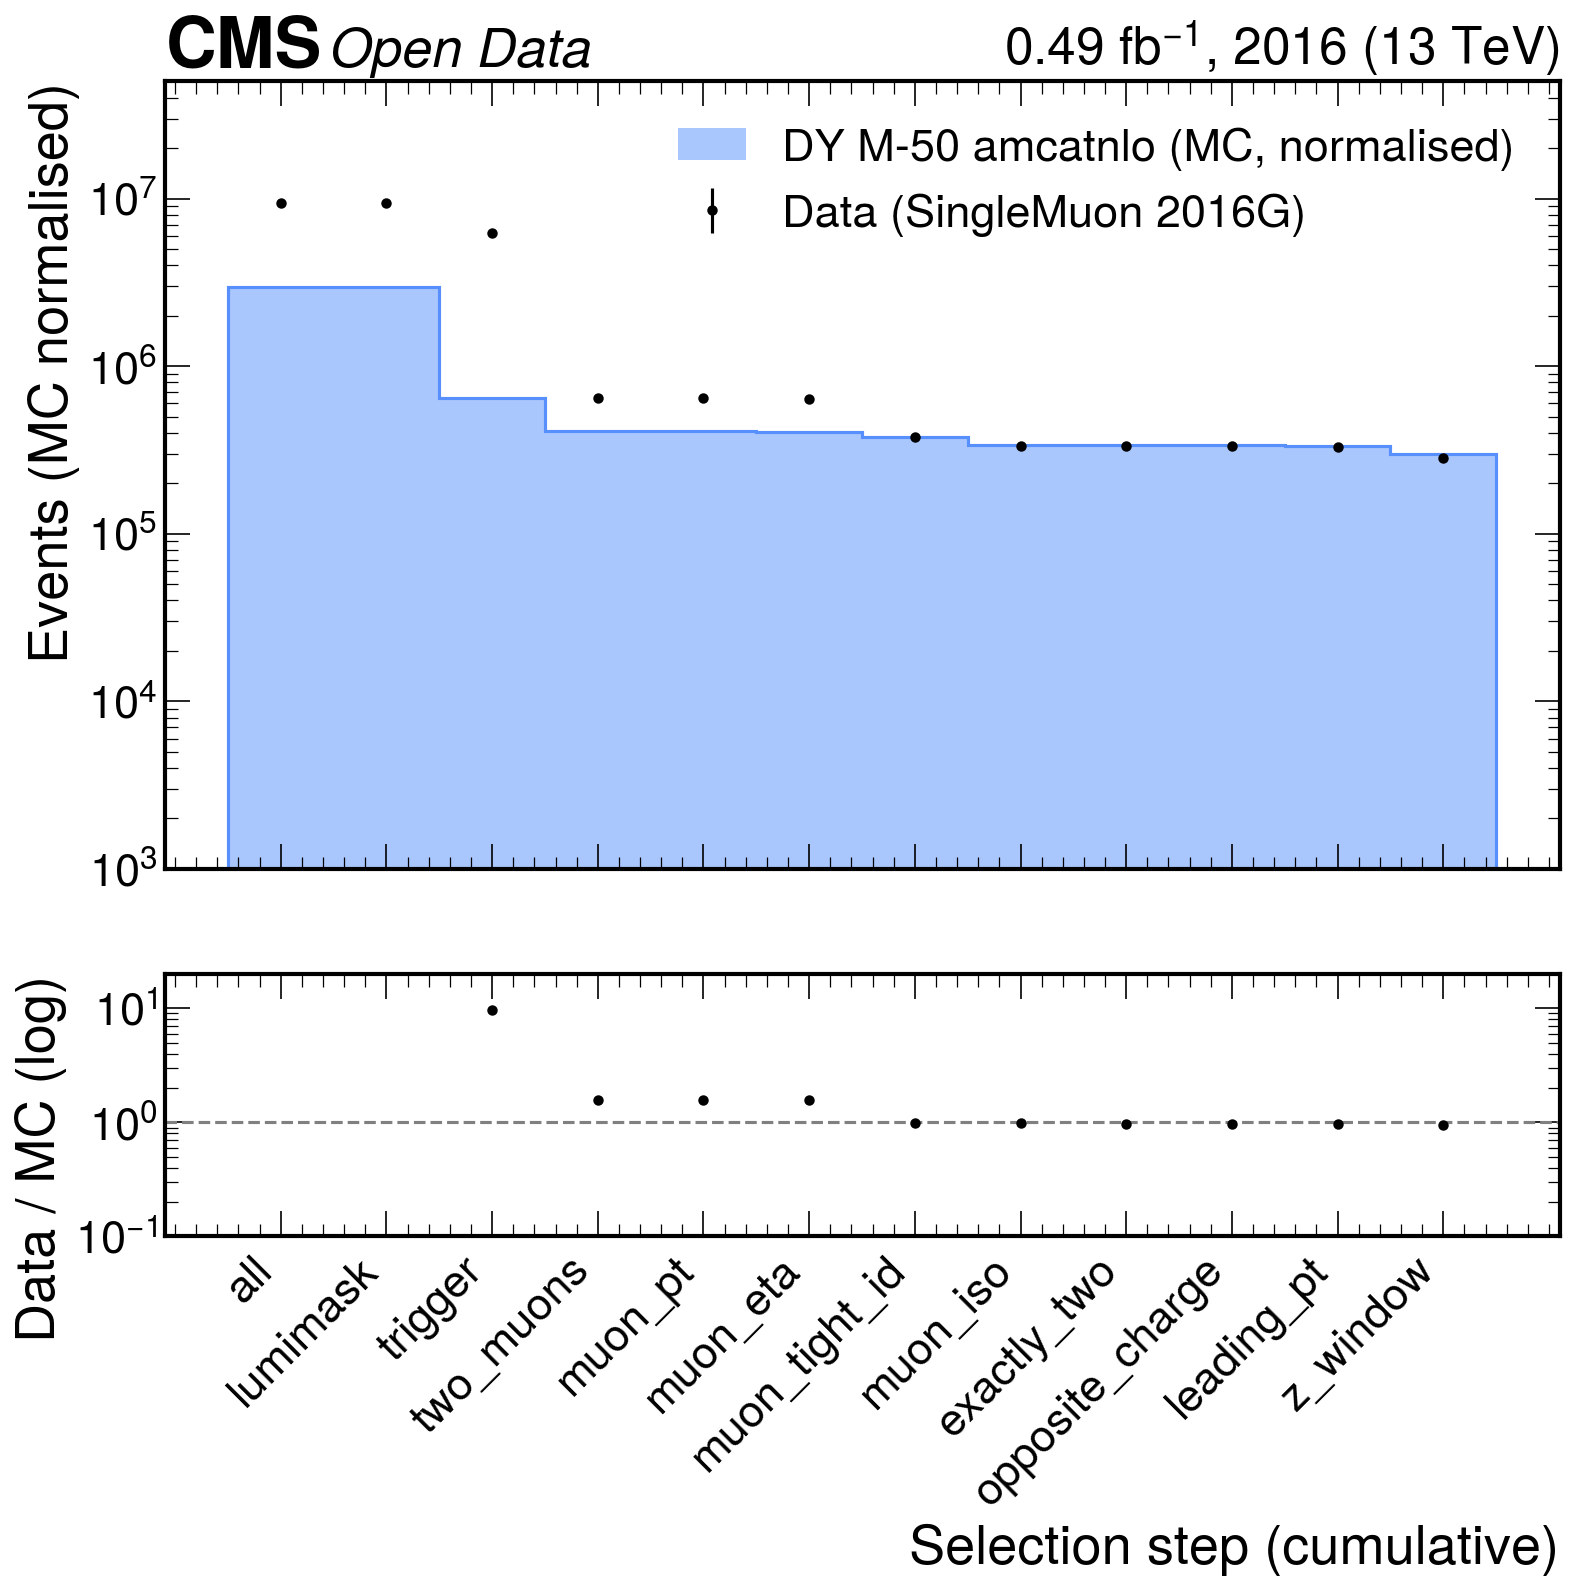 CMS Open Data
0.49 fb⁻¹, 2016 (13 TeV)
Events (MC normalised)
DY M-50 amcatnlo (MC, normalised)
Data (SingleMuon 2016G)
10⁷
10⁶
10⁵
10⁴
10³
Data / MC (log)
10¹
10⁰
10⁻¹
all
lumimask
trigger
two_muons
muon_pt
muon_eta
muon_tight_id
muon_iso
exactly_two
opposite_charge
leading_pt
z_window
Selection step (cumulative)